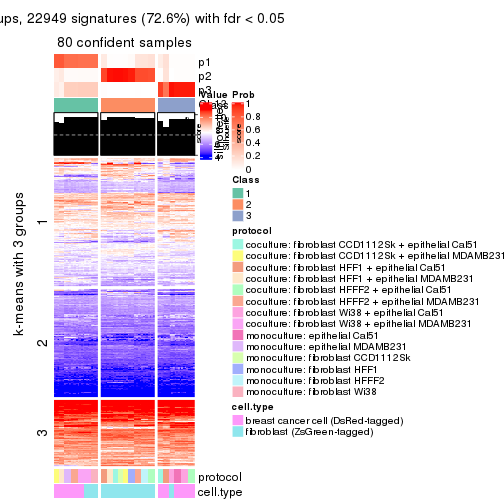 ups, 22949 signatures (72.6%) with fdr < 0.05
80 confident samples
p1
p2
p3
Class
Silhouette
score
Value
Prob
1
0.8
0.6
0.4
0.2
0
Class
1
2
3
k-means with 3 groups
1
2
3
protocol
coculture: fibroblast CCD1112Sk + epithelial Cal51
coculture: fibroblast CCD1112Sk + epithelial MDAMB231
coculture: fibroblast HFF1 + epithelial Cal51
coculture: fibroblast HFF1 + epithelial MDAMB231
coculture: fibroblast HFFF2 + epithelial Cal51
coculture: fibroblast HFFF2 + epithelial MDAMB231
coculture: fibroblast Wi38 + epithelial Cal51
coculture: fibroblast Wi38 + epithelial MDAMB231
monoculture: epithelial Cal51
monoculture: epithelial MDAMB231
monoculture: fibroblast CCD1112Sk
monoculture: fibroblast HFF1
monoculture: fibroblast HFFF2
monoculture: fibroblast Wi38
cell.type
breast cancer cell (DsRed-tagged)
fibroblast (ZsGreen-tagged)
protocol
cell.type